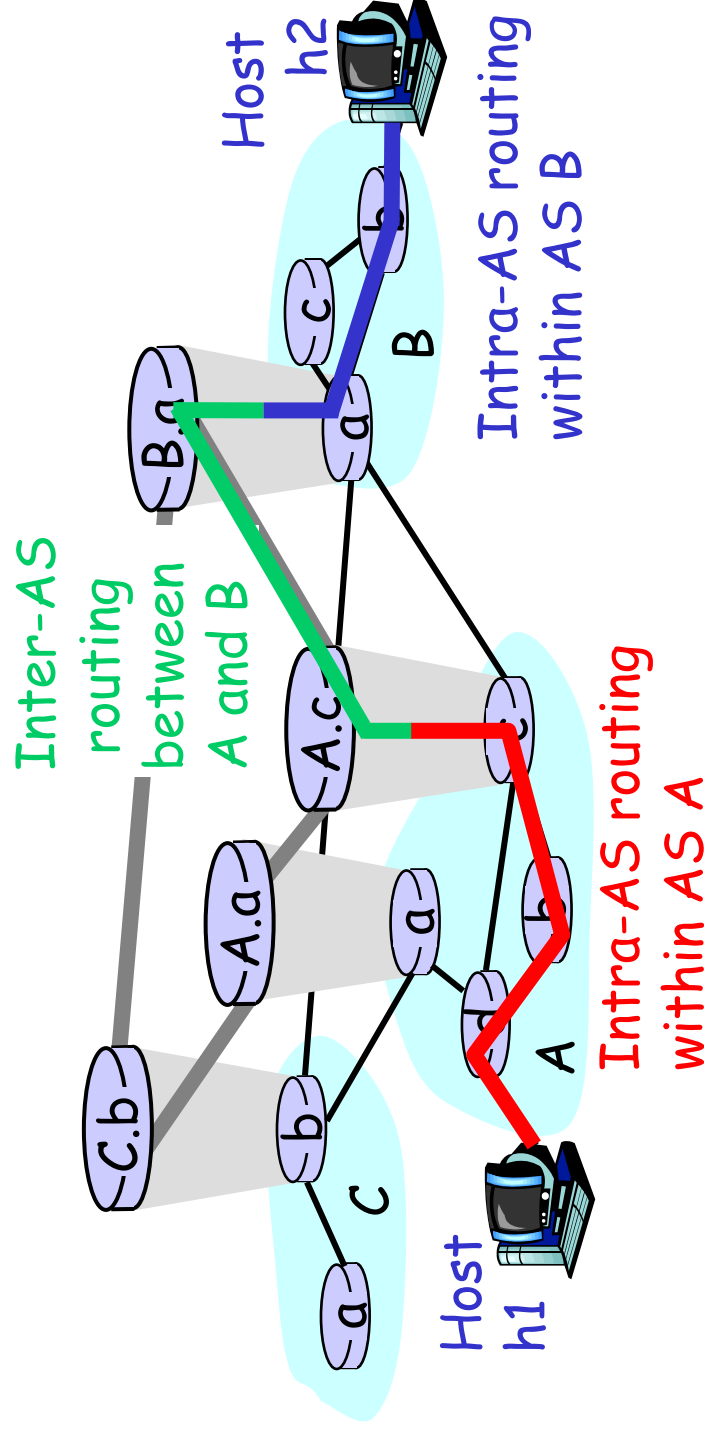 Inter-AS
routing
between
A and B
Host
h2
C.b
A.a
A.c
B.a
b
a
C
a
a
c
b
d
A
a
c
b
B
Host
h1
Intra-AS routing
within AS A
Intra-AS routing
within AS B